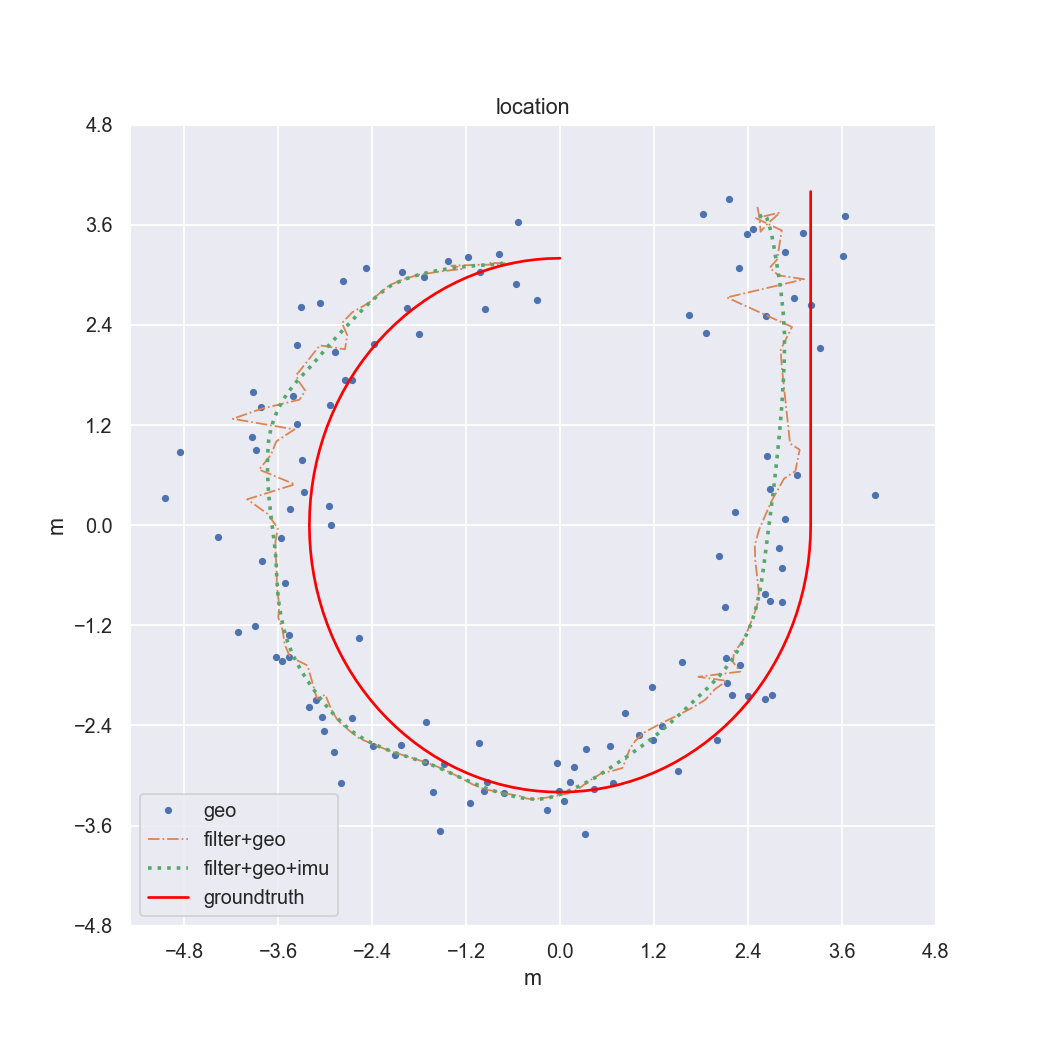 location
4.8
3.6
2.4
1.2
0.0
−1.2
−2.4
−3.6
−4.8
m
geo
filter+geo
filter+geo+imu
groundtruth
−4.8 −3.6 −2.4 −1.2 0.0 1.2 2.4 3.6 4.8
m